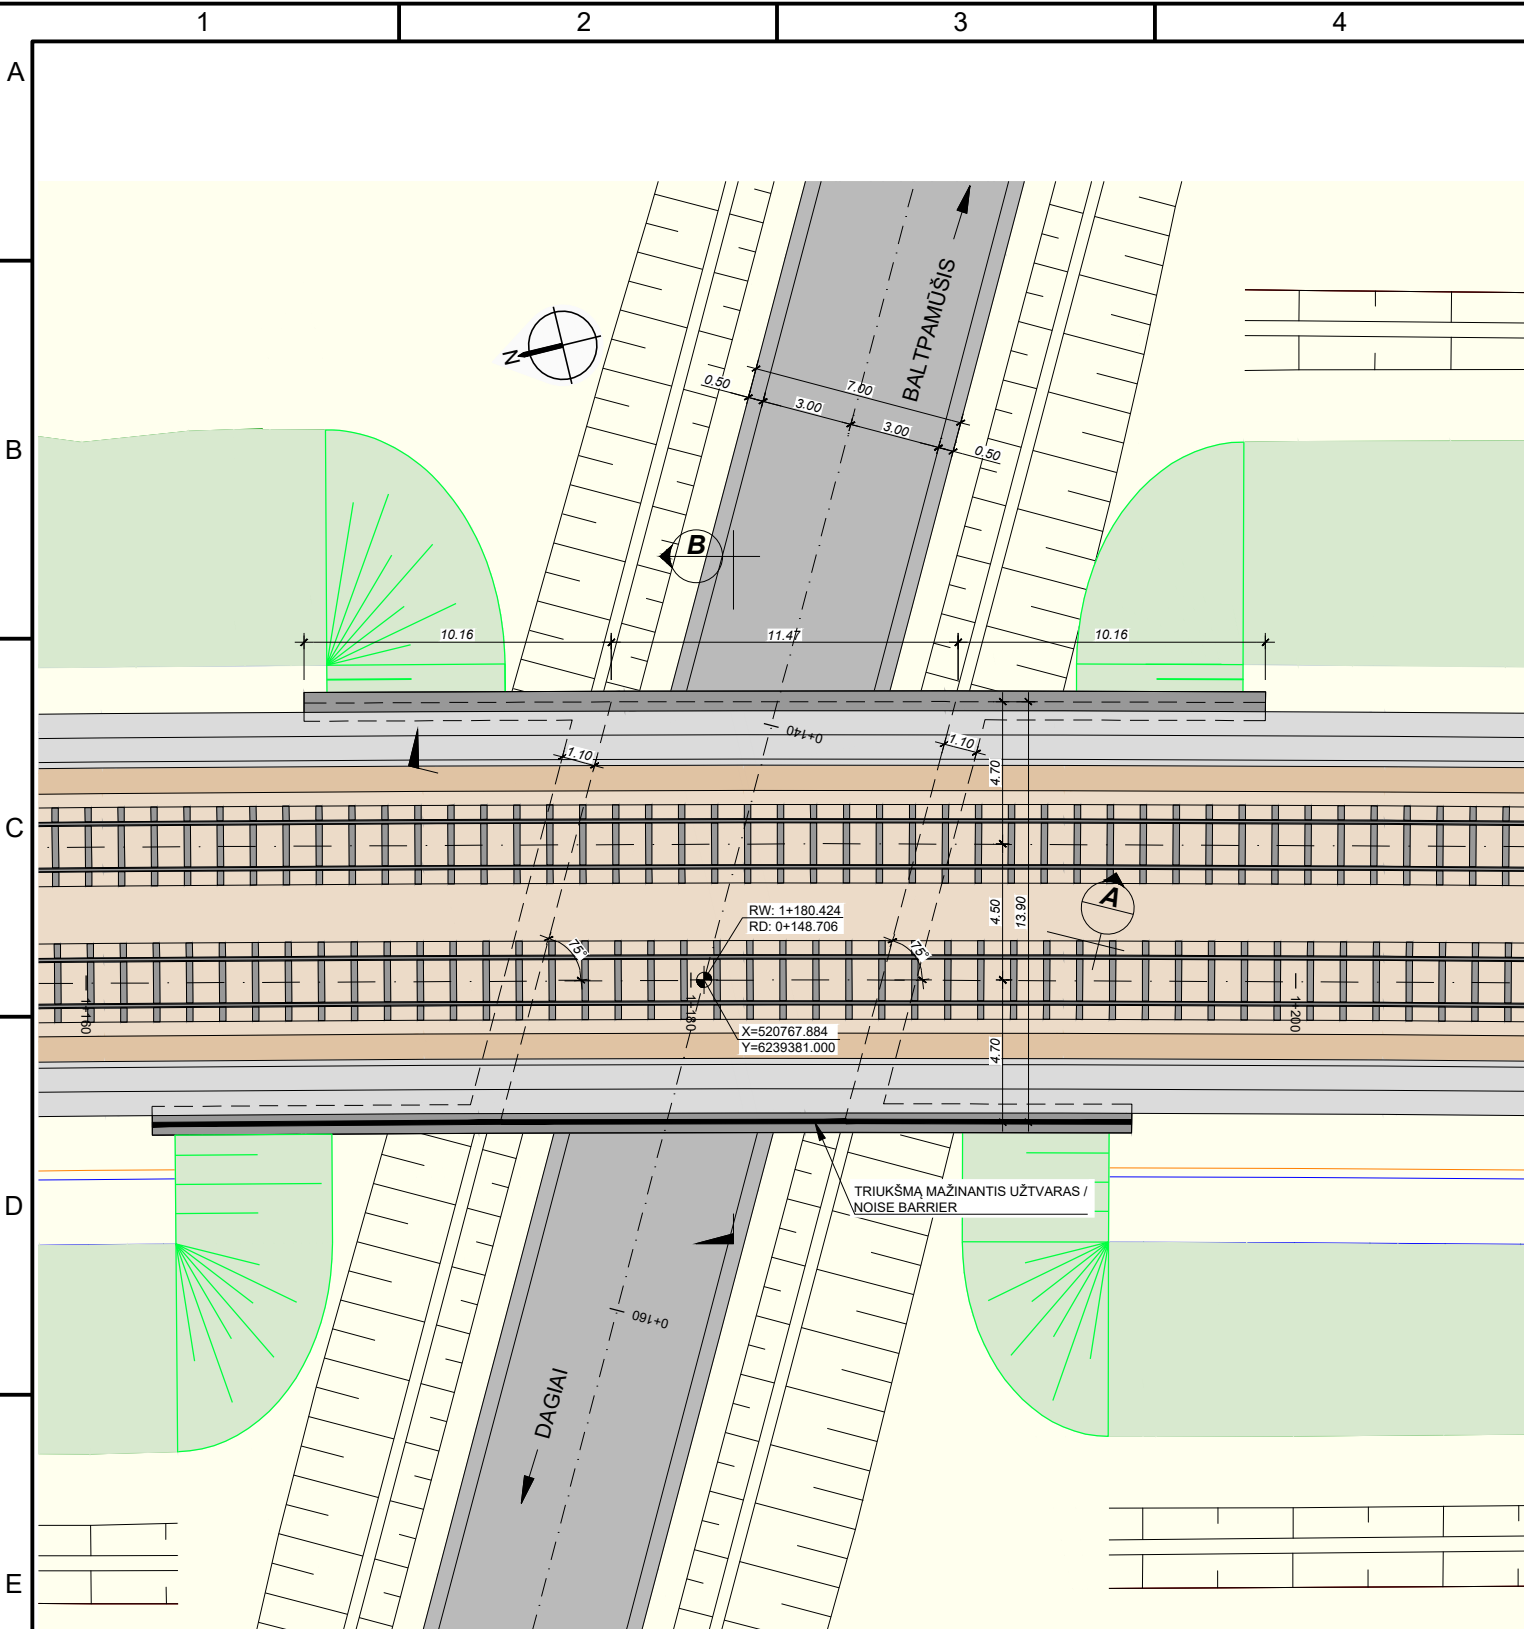 1 2 3 4
A
BALTPAMŪŠIS
N
0.50
7.00
3.00
3.00
0.50
B
B
10.16
11.47
10.16
0+140
1.10
1.10
4.70
C
A
RW: 1+180.424
RD: 0+148.706
4.50
13.90
75°
75°
1+160
1+180
1+200
X=520767.884
Y=6239381.000
4.70
D
TRIUKŠMĄ MAŽINANTIS UŽTVARAS /
NOISE BARRIER
0+160
DAGIAI
E